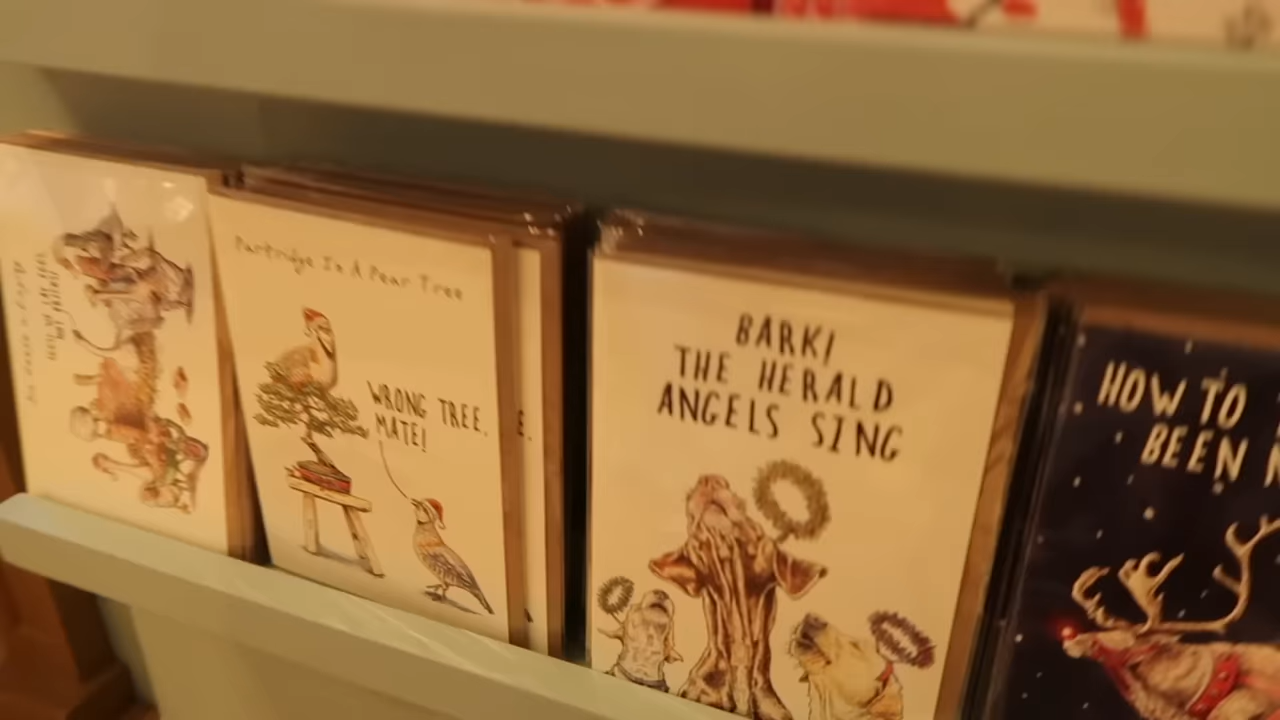 Partridge In A Pear Tree
WRONG TREE,
MATE!
E.
BARK!
THE HERALD
ANGELS SING
HOW TO
BEEN